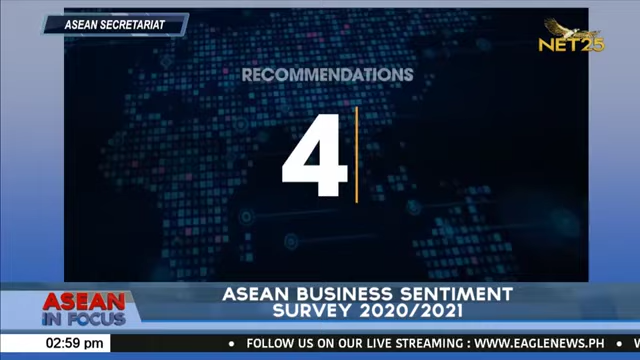 ASEAN SECRETARIAT
NET25
RECOMMENDATIONS
4
ASEAN BUSINESS SENTIMENT
SURVEY 2020/2021
ASEAN
IN FOCUS
02:59 pm
FOLLOW US ON OUR LIVE STREAMING : WWW.EAGLENEWS.PH